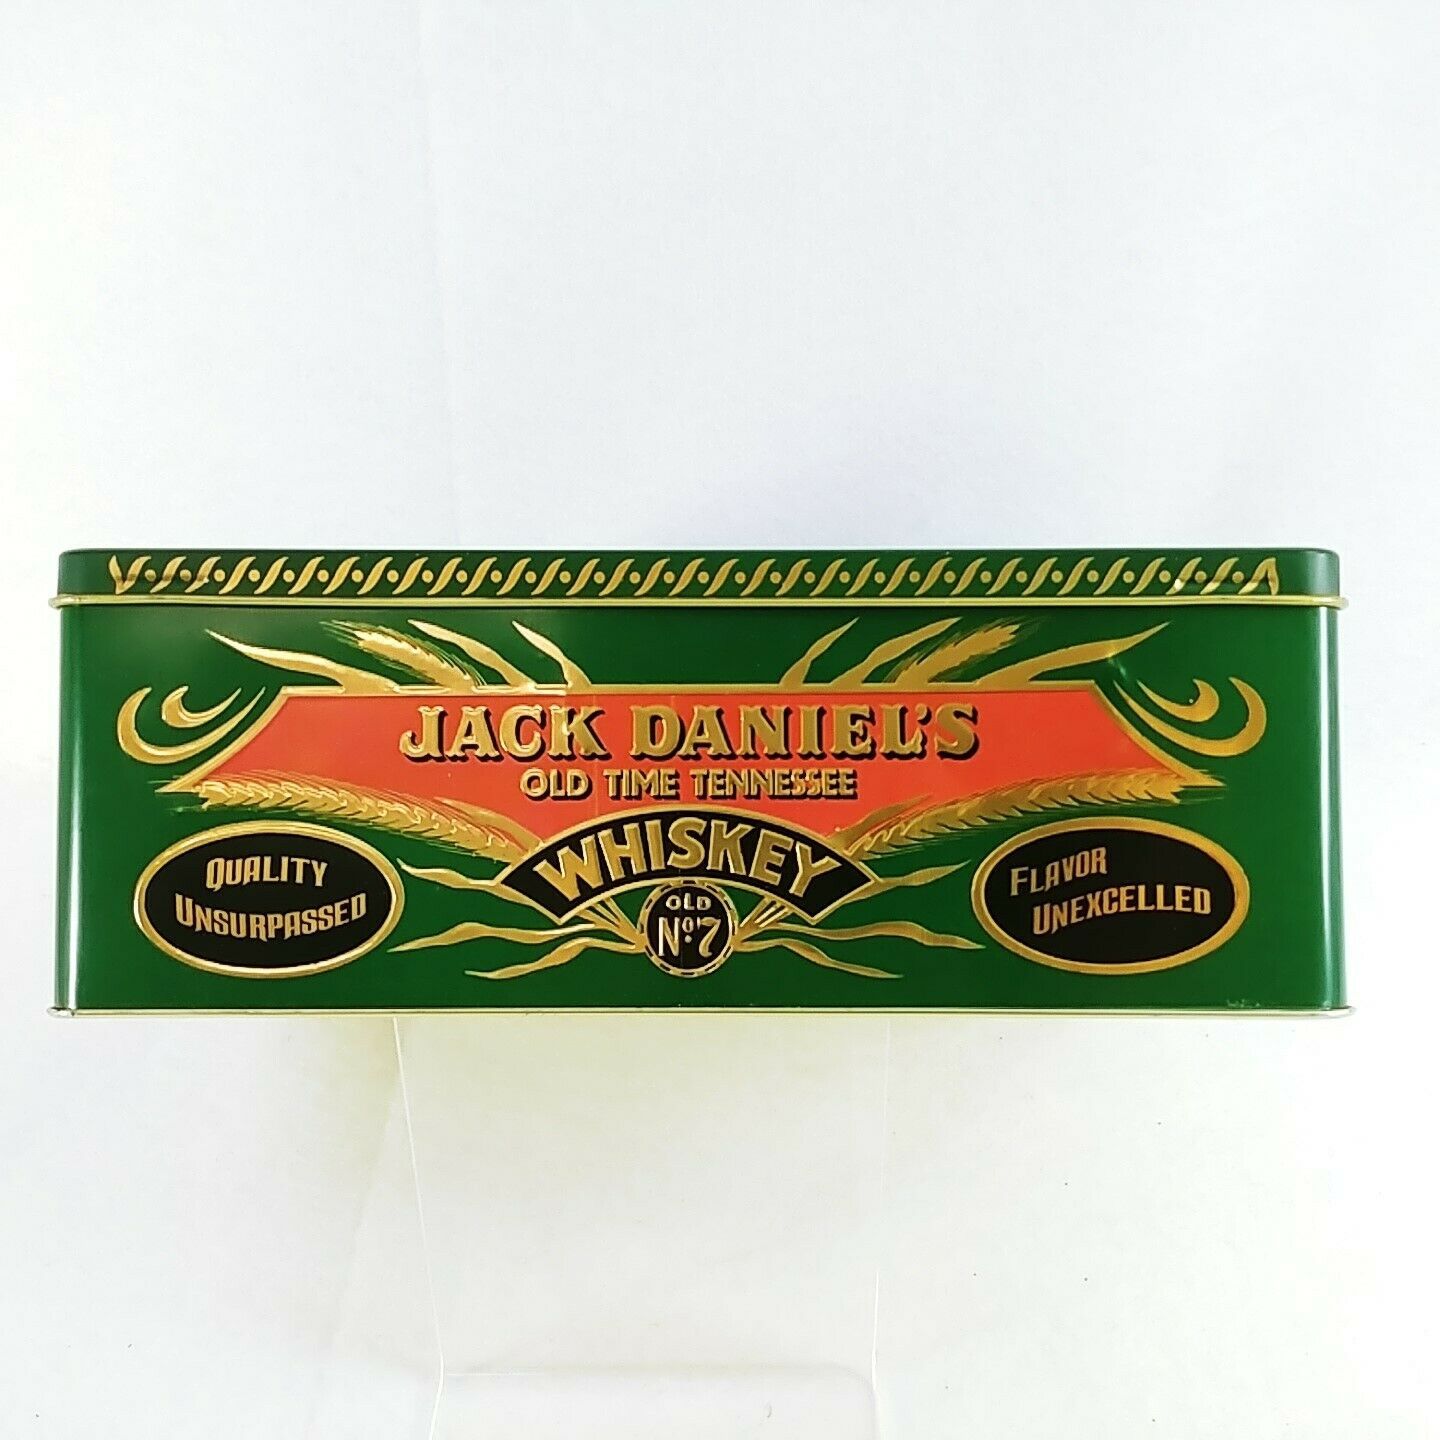 JACK DANIEL'S
OLD TIME TENNESSEE
WHISKEY
OLD
No. 7
QUALITY
UNSURPASSED
FLAVOR
UNEXCELLED